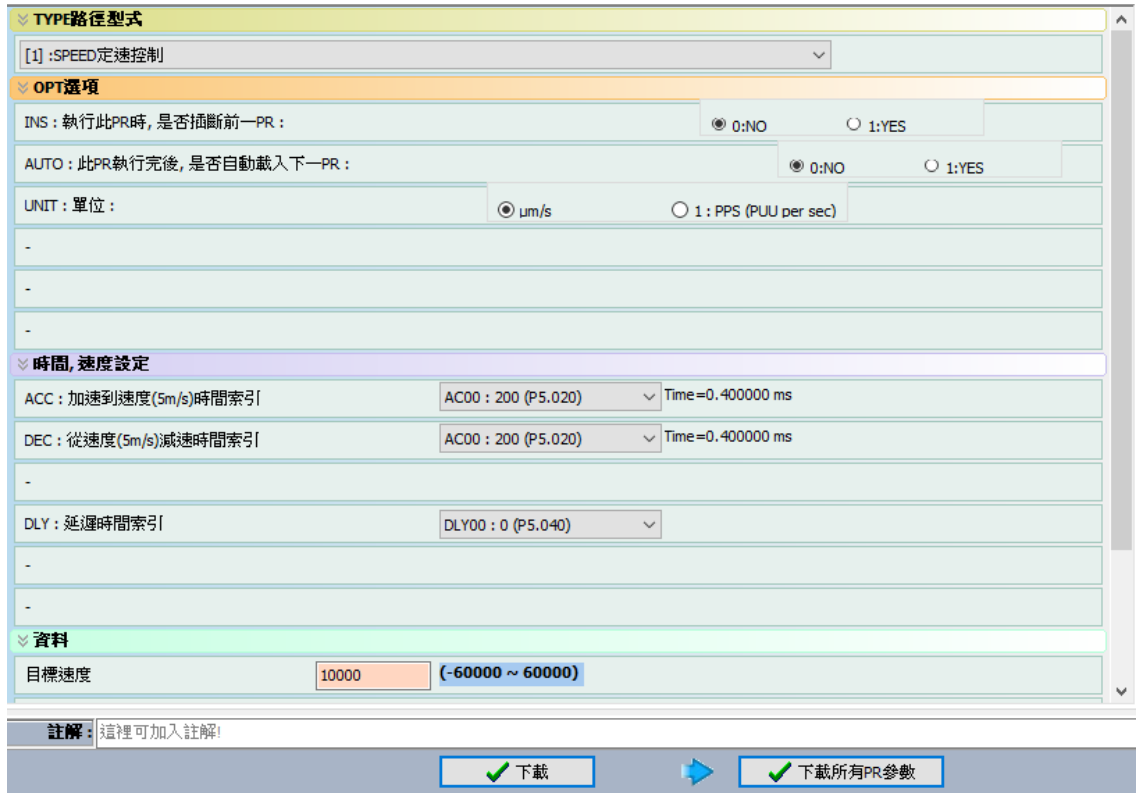 TYPE路徑型式
[1] :SPEED定速控制
OPT選項
INS : 執行此PR時, 是否插斷前一PR : 0:NO 1:YES
AUTO : 此PR執行完後, 是否自動載入下一PR : 0:NO 1:YES
UNIT : 單位 : μm/s 1 : PPS (PUU per sec)
-
-
-
時間, 速度設定
ACC : 加速到速度(5m/s)時間索引 AC00 : 200 (P5.020) Time=0.400000 ms
DEC : 從速度(5m/s)減速時間索引 AC00 : 200 (P5.020) Time=0.400000 ms
-
DLY : 延遲時間索引 DLY00 : 0 (P5.040)
-
-
資料
目標速度 10000 (-60000 ~ 60000)
註解 : 這裡可加入註解!
下載 下載所有PR參數